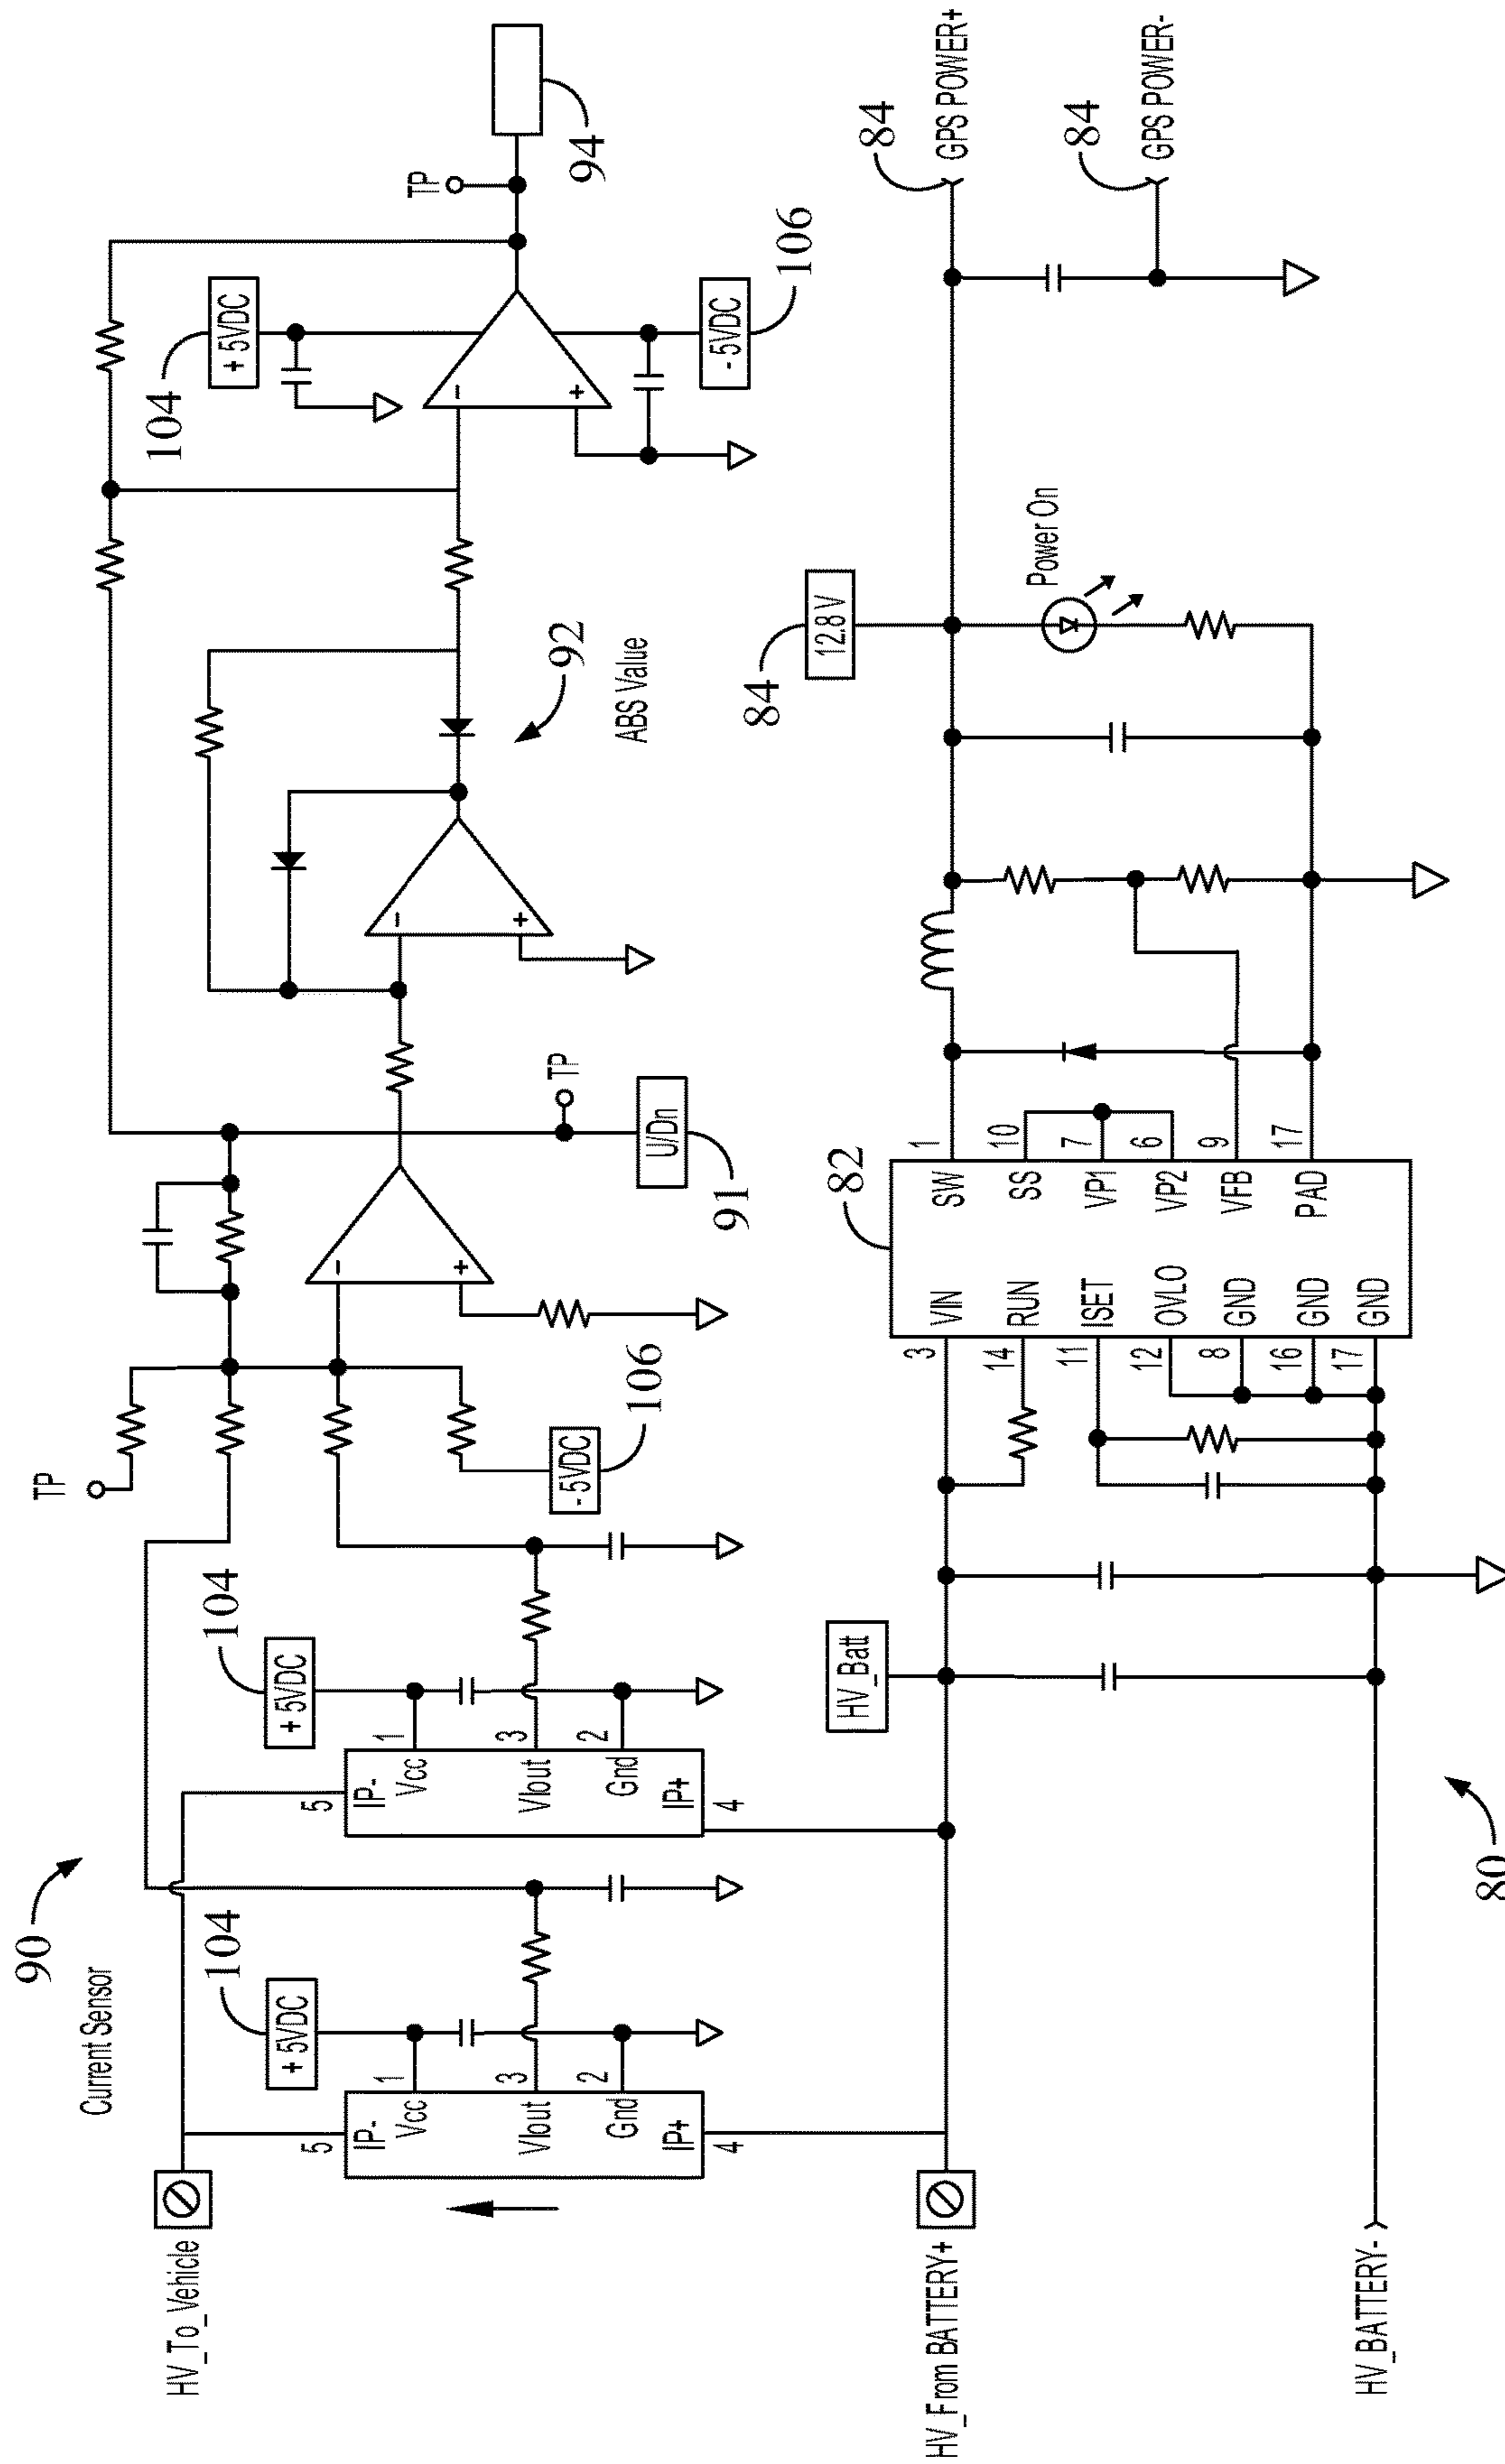 90
Current Sensor
HV_To_Vehicle
104
+ 5VDC
5
IP-
1
Vcc
3
VIout
2
Gnd
IP+
4
104
+ 5VDC
5
IP-
1
Vcc
3
VIout
2
Gnd
IP+
4
TP
- 5VDC
106
-
+
U/Dn
91
TP
-
+
92
ABS Value
104
+ 5VDC
-
+
- 5VDC
106
TP
94
HV_From BATTERY+
HV_BATTERY-
80
HV_Batt
82
3
VIN
14
RUN
11
ISET
12
OVLO
8
GND
16
GND
17
GND
SW
1
SS
10
VP1
7
VP2
6
VFB
9
PAD
17
84
12.8 V
Power On
84
GPS POWER+
84
GPS POWER-